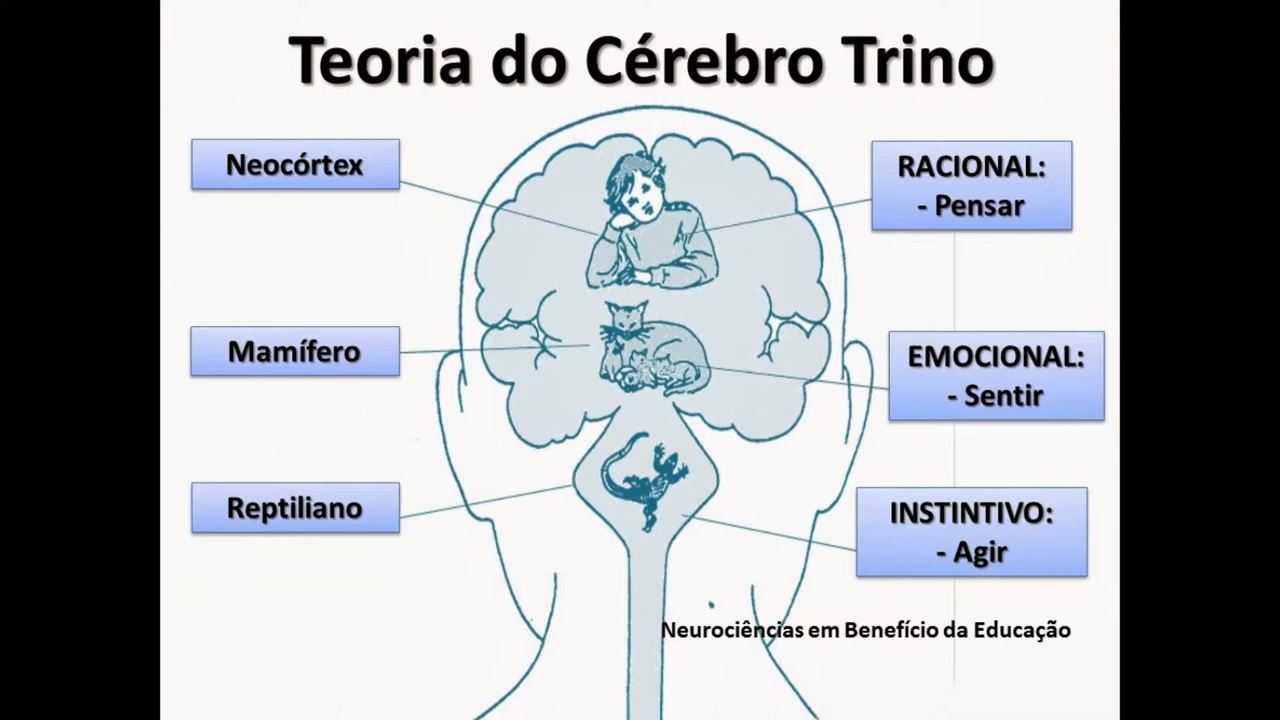 Teoria do Cérebro Trino
Neocórtex
RACIONAL:
- Pensar
Mamífero
EMOCIONAL:
- Sentir
Reptiliano
INSTINTIVO:
- Agir
Neurociências em Benefício da Educação